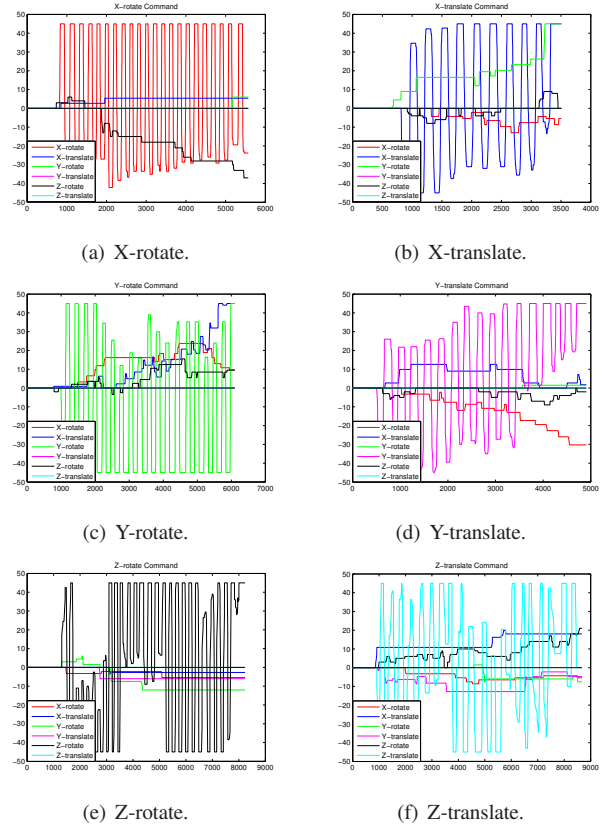 X-rotate Command
50
40
30
20
10
0
−10
−20
−30
−40
−50
X-rotate
X-translate
Y-rotate
Y-translate
Z-rotate
Z-translate
0 1000 2000 3000 4000 5000 6000
(a) X-rotate.
X-translate Command
50
40
30
20
10
0
−10
−20
−30
−40
−50
X-rotate
X-translate
Y-rotate
Y-translate
Z-rotate
Z-translate
0 500 1000 1500 2000 2500 3000 3500 4000
(b) X-translate.
Y-rotate Command
50
40
30
20
10
0
−10
−20
−30
−40
−50
X-rotate
X-translate
Y-rotate
Y-translate
Z-rotate
Z-translate
0 1000 2000 3000 4000 5000 6000 7000
(c) Y-rotate.
Y-translate Command
50
40
30
20
10
0
−10
−20
−30
−40
−50
X-rotate
X-translate
Y-rotate
Y-translate
Z-rotate
Z-translate
0 1000 2000 3000 4000 5000
(d) Y-translate.
Z-rotate Command
50
40
30
20
10
0
−10
−20
−30
−40
−50
X-rotate
X-translate
Y-rotate
Y-translate
Z-rotate
Z-translate
0 1000 2000 3000 4000 5000 6000 7000 8000 9000
(e) Z-rotate.
Z-translate Command
50
40
30
20
10
0
−10
−20
−30
−40
−50
X-rotate
X-translate
Y-rotate
Y-translate
Z-rotate
Z-translate
0 1000 2000 3000 4000 5000 6000 7000 8000 9000
(f) Z-translate.